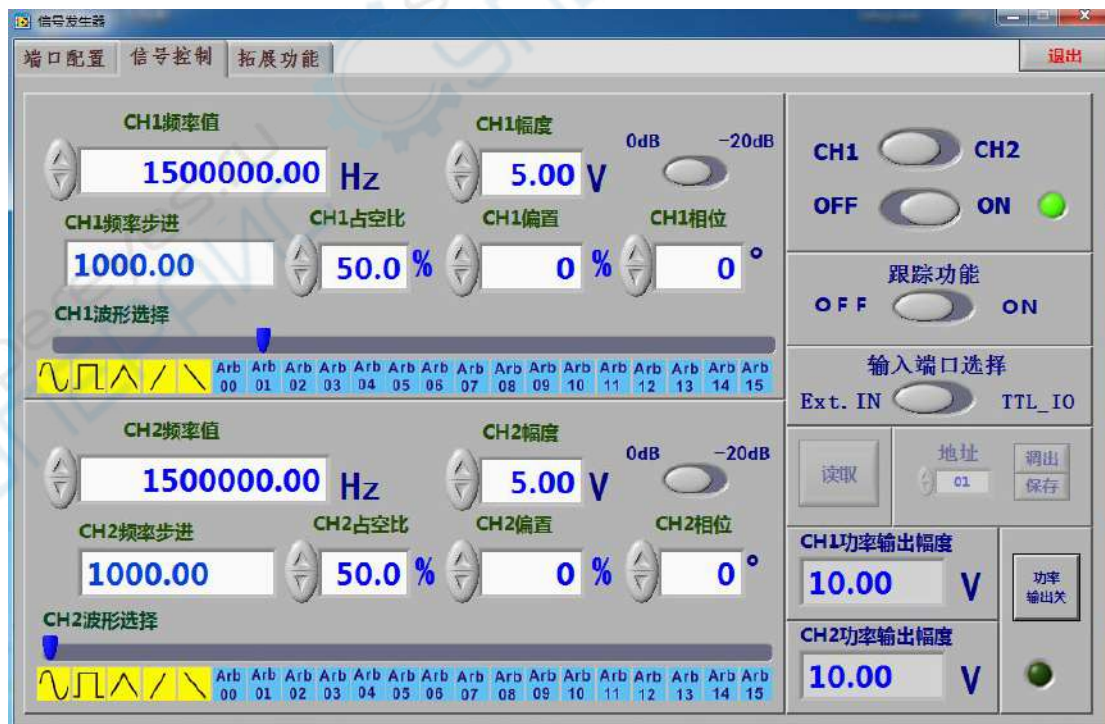 信号发生器
端口配置 信号控制 拓展功能 退出
CH1频率值 CH1幅度 0dB -20dB
1500000.00 Hz 5.00 V
CH1频率步进 CH1占空比 CH1偏置 CH1相位
1000.00 50.0 % 0 % 0 °
CH1波形选择
Arb 00 Arb 01 Arb 02 Arb 03 Arb 04 Arb 05 Arb 06 Arb 07 Arb 08 Arb 09 Arb 10 Arb 11 Arb 12 Arb 13 Arb 14 Arb 15
CH2频率值 CH2幅度 0dB -20dB
1500000.00 Hz 5.00 V
CH2频率步进 CH2占空比 CH2偏置 CH2相位
1000.00 50.0 % 0 % 0 °
CH2波形选择
Arb 00 Arb 01 Arb 02 Arb 03 Arb 04 Arb 05 Arb 06 Arb 07 Arb 08 Arb 09 Arb 10 Arb 11 Arb 12 Arb 13 Arb 14 Arb 15
CH1 CH2
OFF ON
跟踪功能
OFF ON
输入端口选择
Ext.IN TTL_IO
读取 地址 01 调出
保存
CH1功率输出幅度
10.00 V
功率
输出关
CH2功率输出幅度
10.00 V